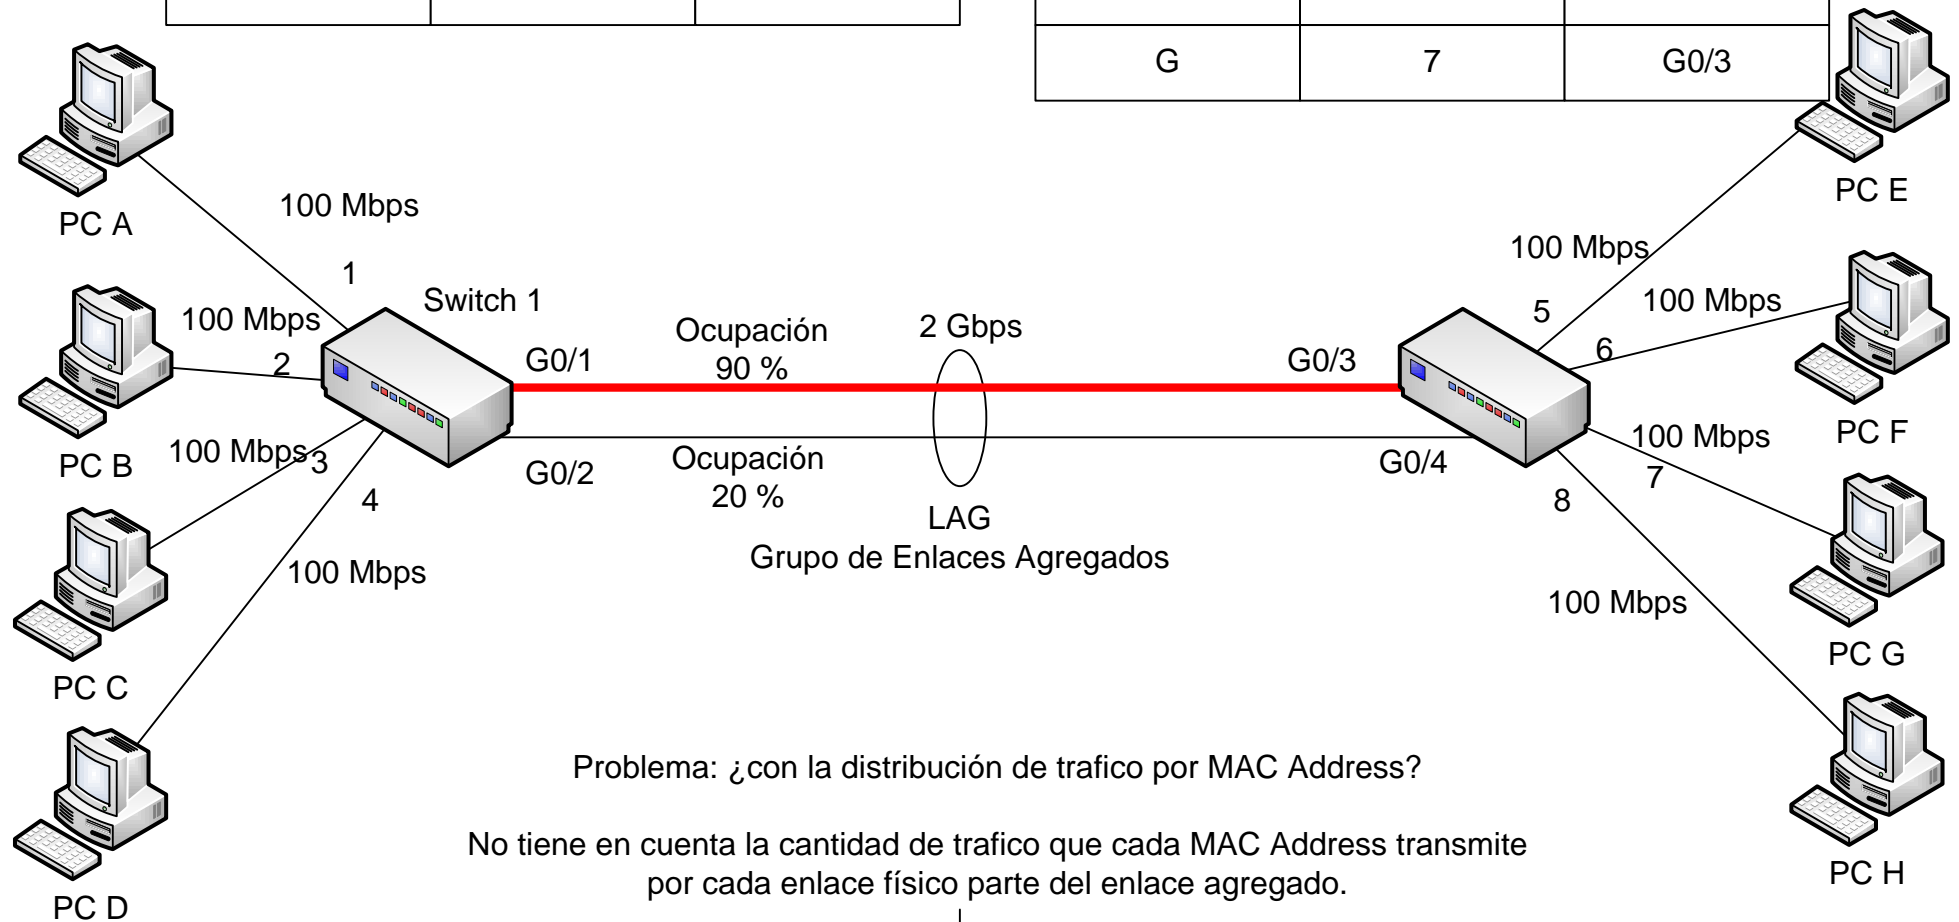 G 7 G0/3
PC A
100 Mbps
PC E
100 Mbps
1
Switch 1
100 Mbps
2
PC B
G0/1
Ocupación
90 %
2 Gbps
G0/3
5
100 Mbps
6
PC F
100 Mbps
3
4
G0/2
Ocupación
20 %
G0/4
100 Mbps
7
8
LAG
Grupo de Enlaces Agregados
100 Mbps
100 Mbps
PC C
PC G
Problema: ¿con la distribución de trafico por MAC Address?
No tiene en cuenta la cantidad de trafico que cada MAC Address transmite
por cada enlace físico parte del enlace agregado.
PC D
PC H